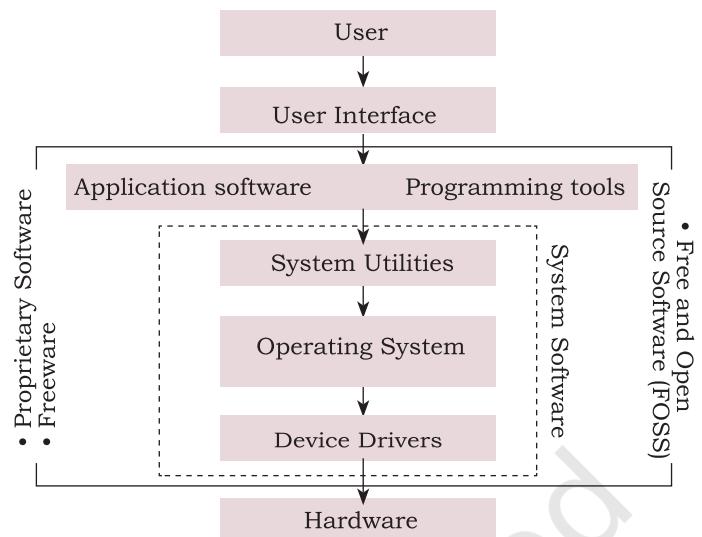 User
User Interface
Application software
Programming tools
System Utilities
Operating System
Device Drivers
Hardware
System Software
• Proprietary Software
• Freeware
• Free and Open
Source Software (FOSS)